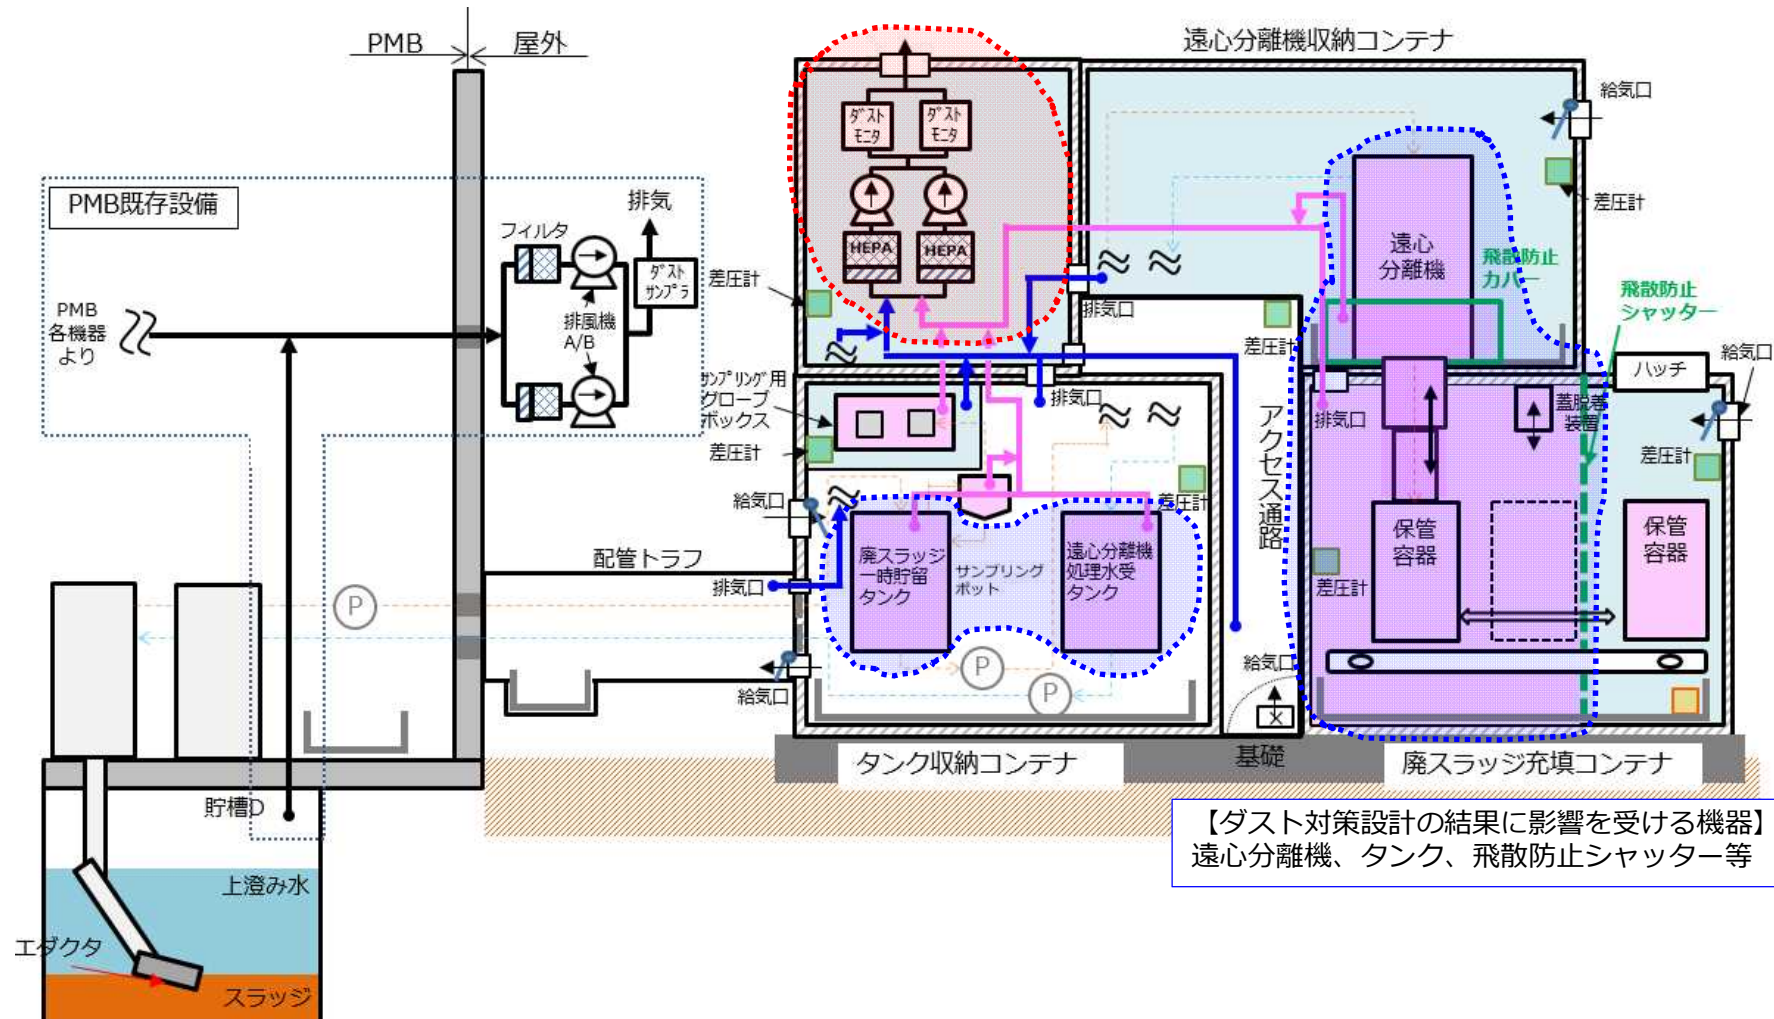 PMB
屋外
遠心分離機収納コンテナ
PMB既存設備
排気
フィルタ
ダスト
サンプラ
PMB
各機器
より
排風機
A/B
ダスト
モニタ
ダスト
モニタ
HEPA
HEPA
差圧計
給気口
差圧計
遠心
分離機
飛散防止
カバー
飛散防止
シャッター
排気口
差圧計
ハッチ
給気口
サンプリング用
グローブ
ボックス
差圧計
排気口
アクセス通路
排気口
蓋脱着
装置
差圧計
給気口
差圧計
配管トラフ
排気口
廃スラッジ
一時貯留
タンク
サンプリング
ポット
遠心分離機
処理水受
タンク
差圧計
保管
容器
保管
容器
P
P
P
給気口
給気口
タンク収納コンテナ
基礎
廃スラッジ充填コンテナ
貯槽D
上澄み水
エダクタ
スラッジ
【ダスト対策設計の結果に影響を受ける機器】
遠心分離機、タンク、飛散防止シャッター等